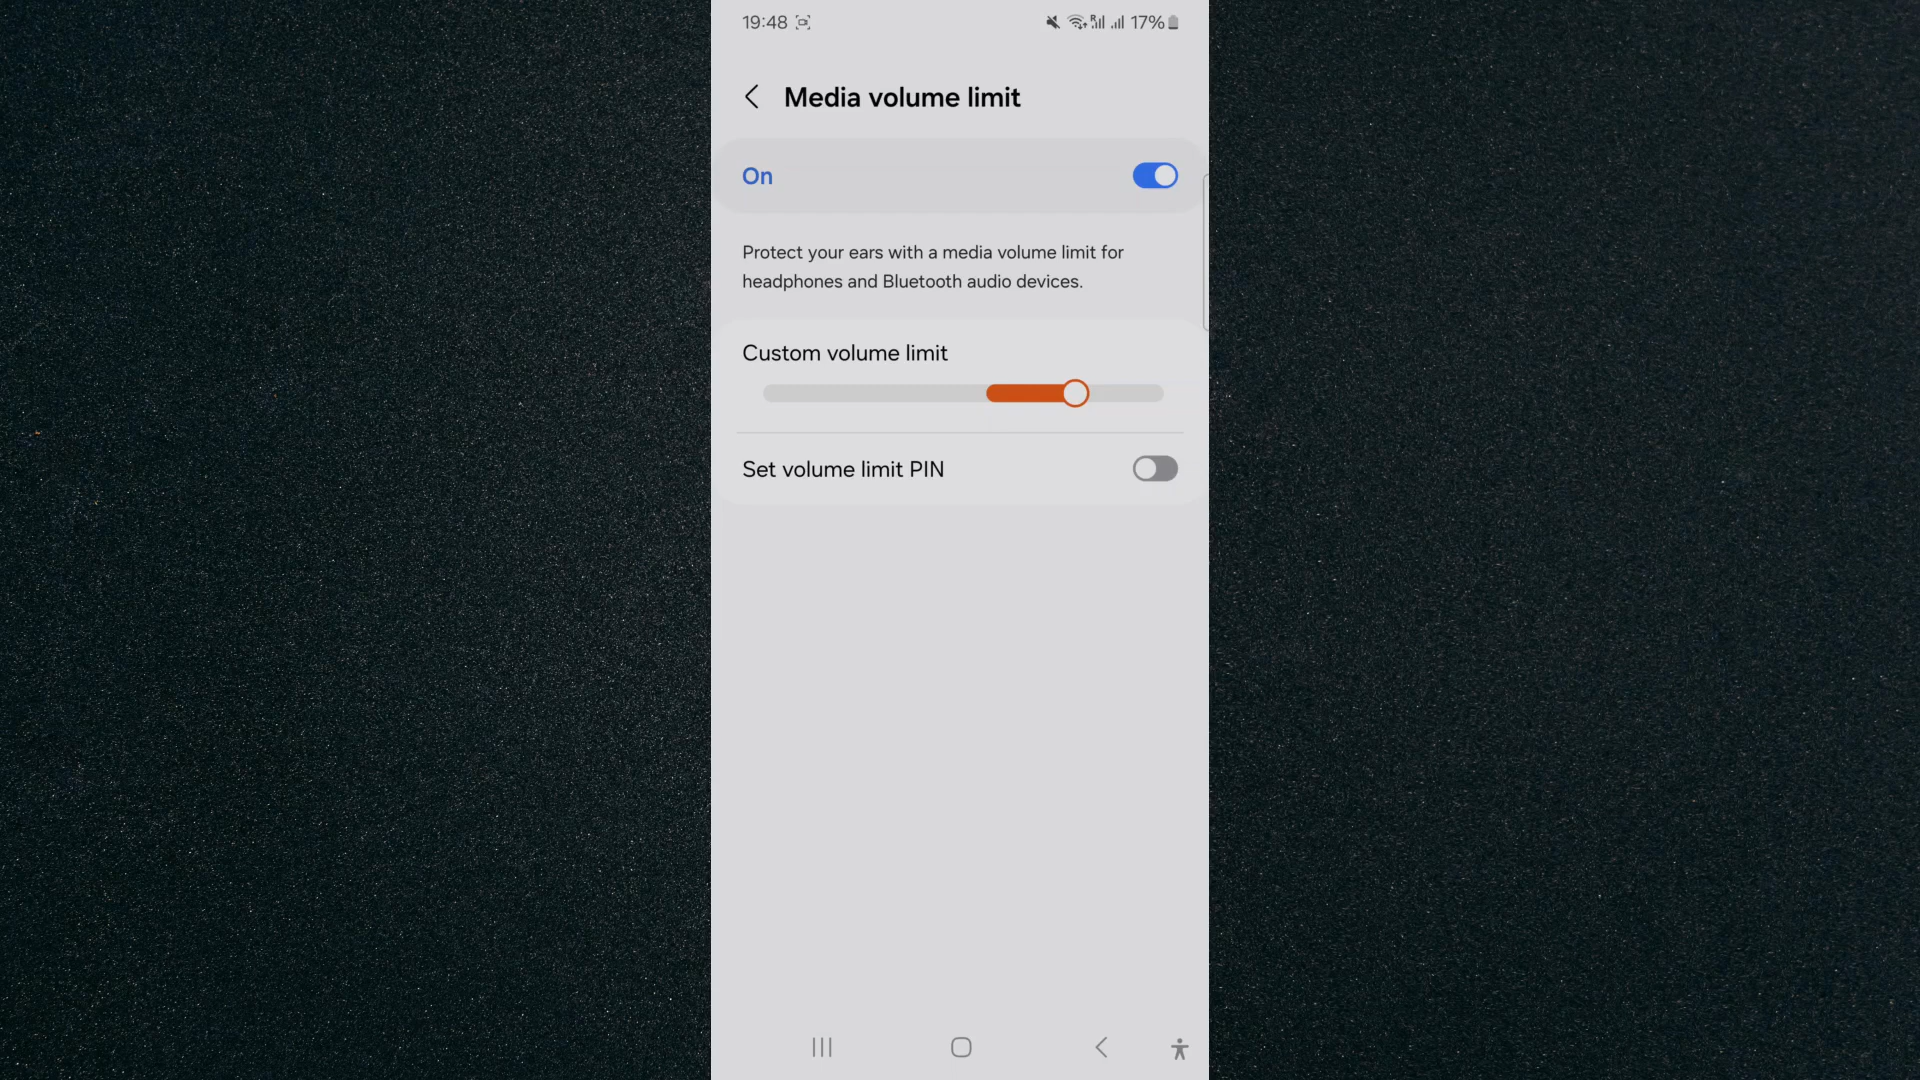 19:48 17%
Media volume limit
On
Protect your ears with a media volume limit for
headphones and Bluetooth audio devices.
Custom volume limit
Set volume limit PIN